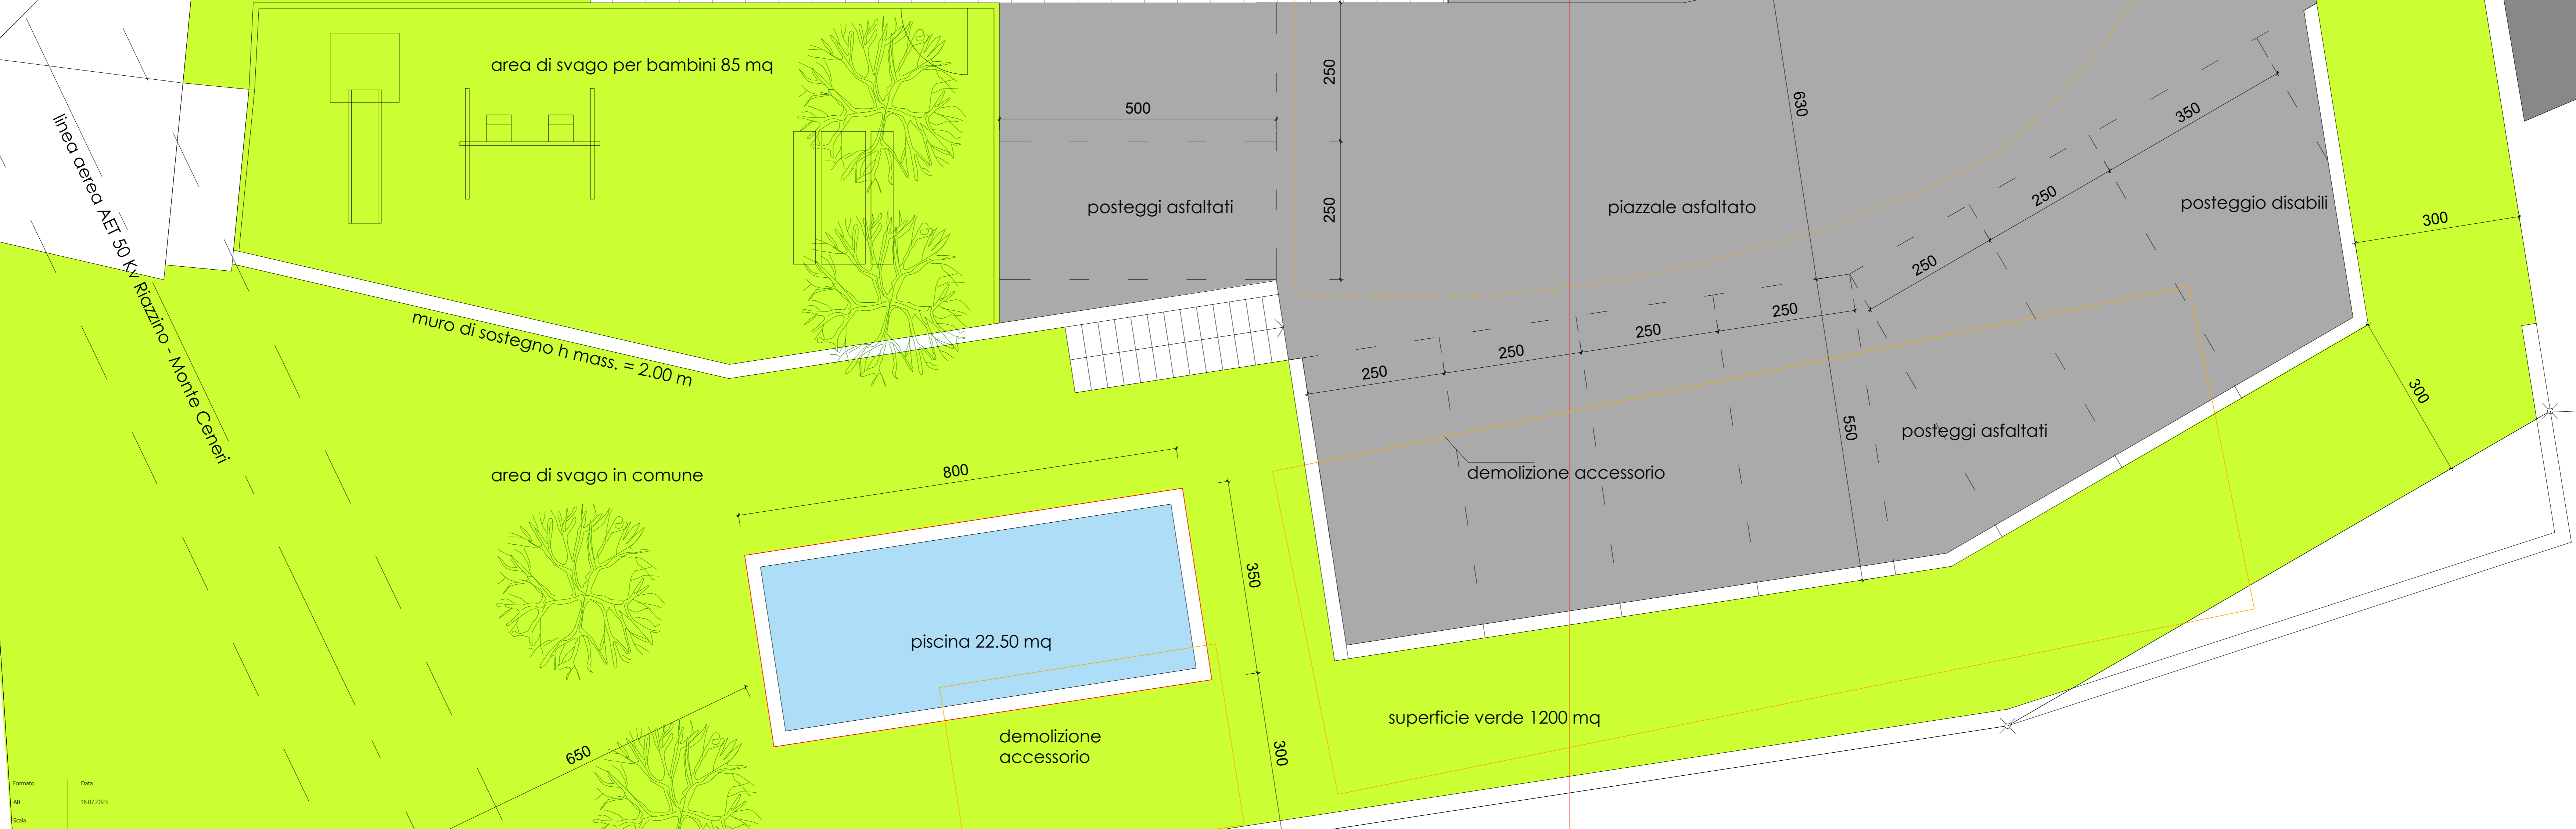 area di svago per bambini 85 mq
500
250
250
630
350
250
250
posteggi asfaltati
piazzale asfaltato
posteggio disabili
300
linea aerea AET 50 Kv Riazzino - Monte Ceneri
muro di sostegno h mass. = 2.00 m
250
250
250
250
300
550
posteggi asfaltati
area di svago in comune
800
demolizione accessorio
350
piscina 22.50 mq
superficie verde 1200 mq
demolizione
accessorio
650
300
Formato
Data
A0
16.07.2023
Scala